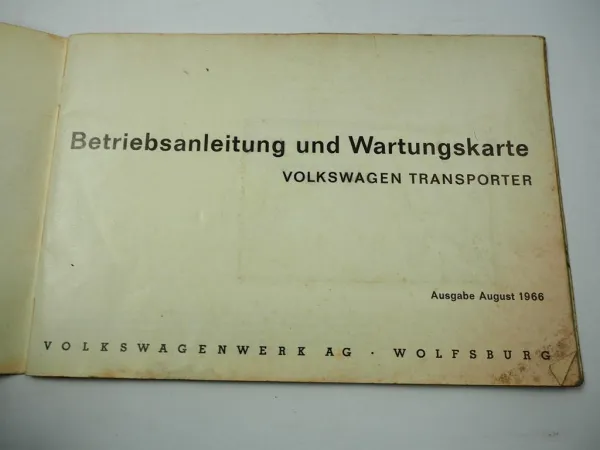 Betriebsanleitung und Wartungskarte
VOLKSWAGEN TRANSPORTER
Ausgabe August 1966
VOLKSWAGENWERK AG · WOLFSBURG